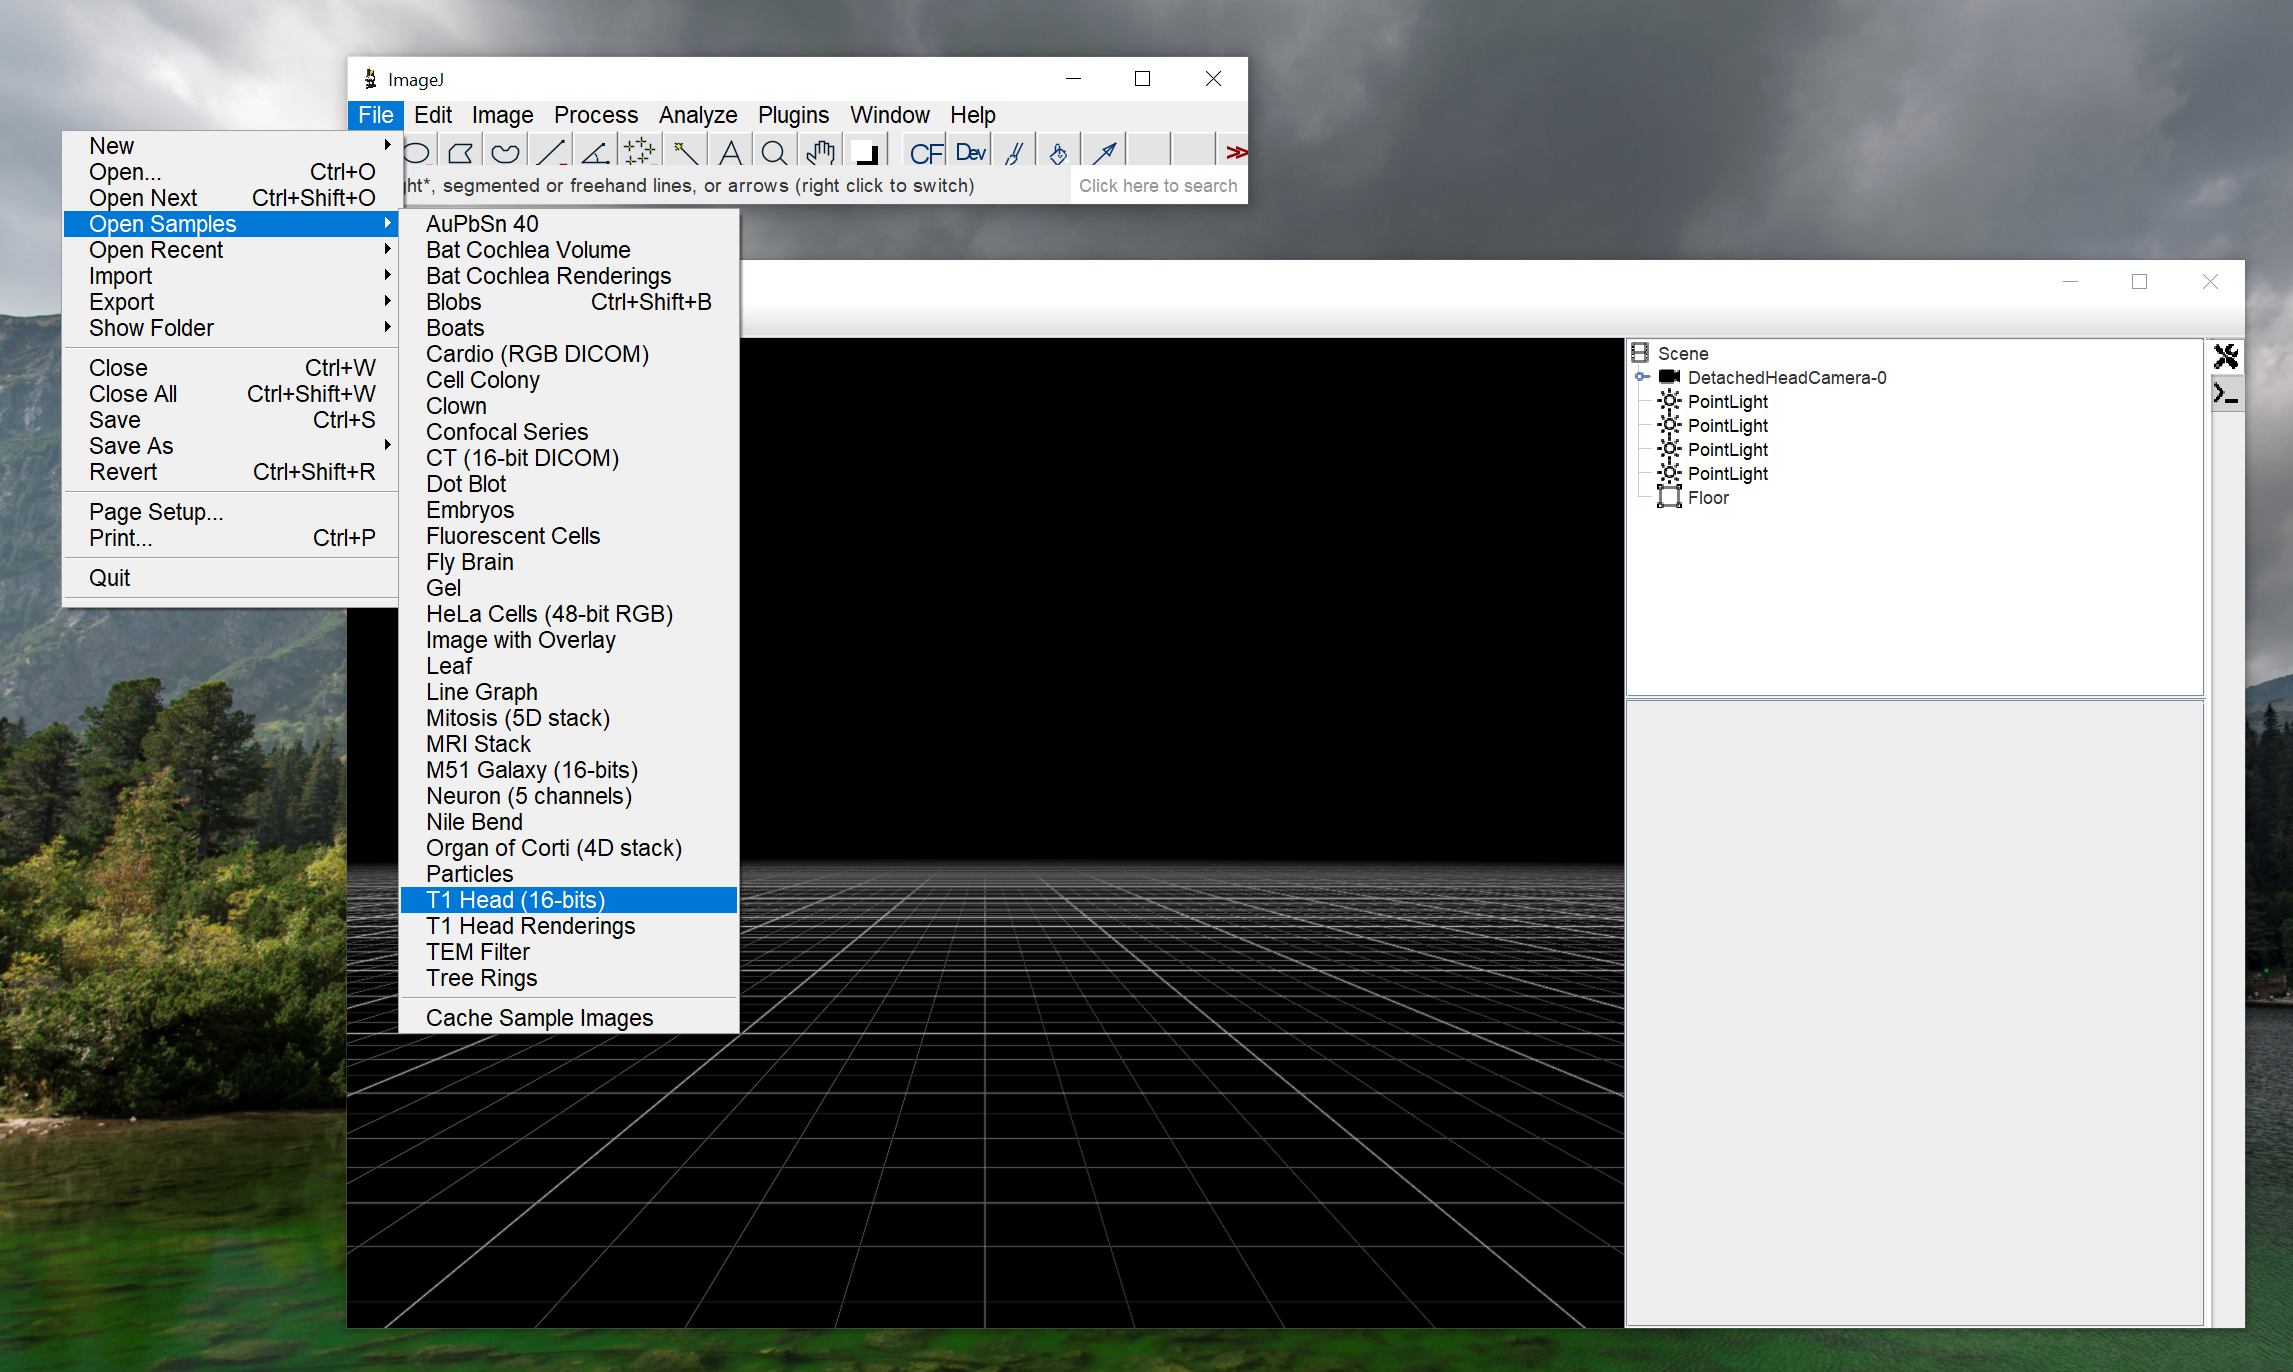 ImageJ
File Edit Image Process Analyze Plugins Window Help
CF Dev
ght*, segmented or freehand lines, or arrows (right click to switch)
Click here to search
New
Open... Ctrl+O
Open Next Ctrl+Shift+O
Open Samples
Open Recent
Import
Export
Show Folder
Close Ctrl+W
Close All Ctrl+Shift+W
Save Ctrl+S
Save As
Revert Ctrl+Shift+R
Page Setup...
Print... Ctrl+P
Quit
AuPbSn 40
Bat Cochlea Volume
Bat Cochlea Renderings
Blobs Ctrl+Shift+B
Boats
Cardio (RGB DICOM)
Cell Colony
Clown
Confocal Series
CT (16-bit DICOM)
Dot Blot
Embryos
Fluorescent Cells
Fly Brain
Gel
HeLa Cells (48-bit RGB)
Image with Overlay
Leaf
Line Graph
Mitosis (5D stack)
MRI Stack
M51 Galaxy (16-bits)
Neuron (5 channels)
Nile Bend
Organ of Corti (4D stack)
Particles
T1 Head (16-bits)
T1 Head Renderings
TEM Filter
Tree Rings
Cache Sample Images
Scene
DetachedHeadCamera-0
PointLight
PointLight
PointLight
PointLight
Floor